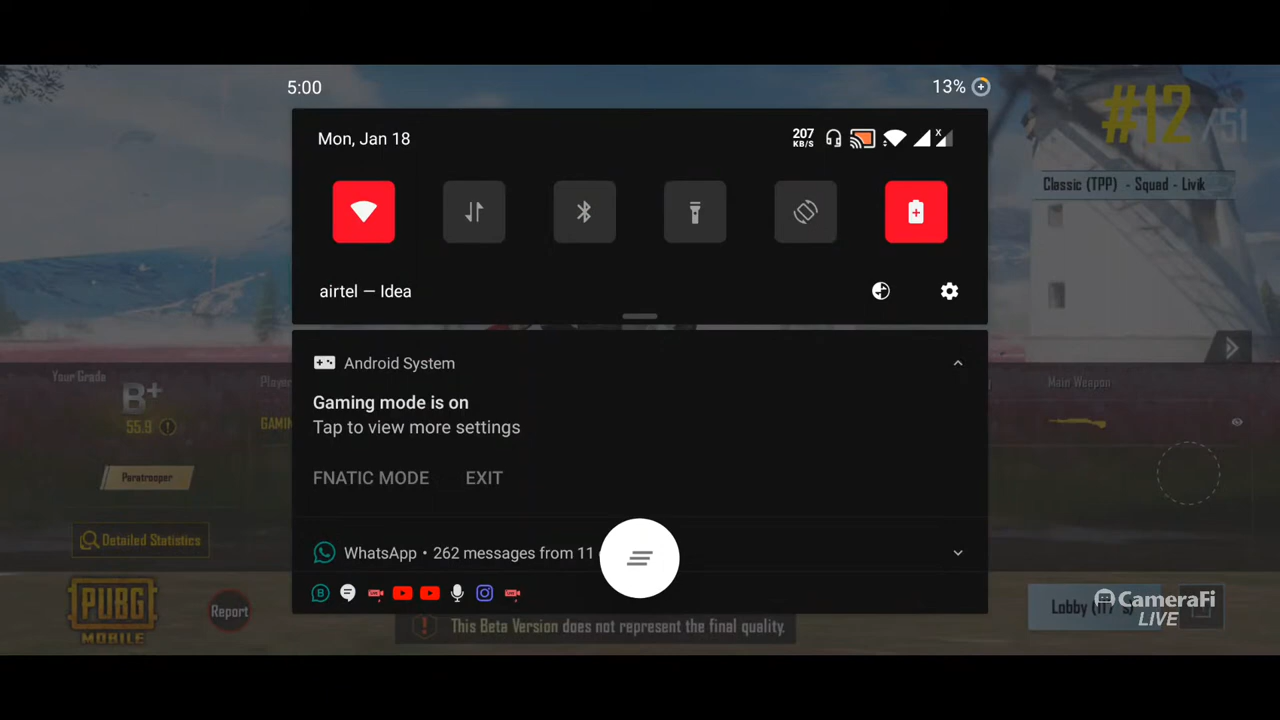 5:00
13%
#12/51
Mon, Jan 18
207
KB/S
X
Classic (TPP) - Squad - Livik
airtel — Idea
Android System
Your Grade
B+
55.9
Main Weapon
Gaming mode is on
GAMIN
Tap to view more settings
Paratrooper
FNATIC MODE
EXIT
Detailed Statistics
WhatsApp • 262 messages from 11
B
PUBG
MOBILE
Report
This Beta Version does not represent the final quality.
Lobby
CameraFi
LIVE